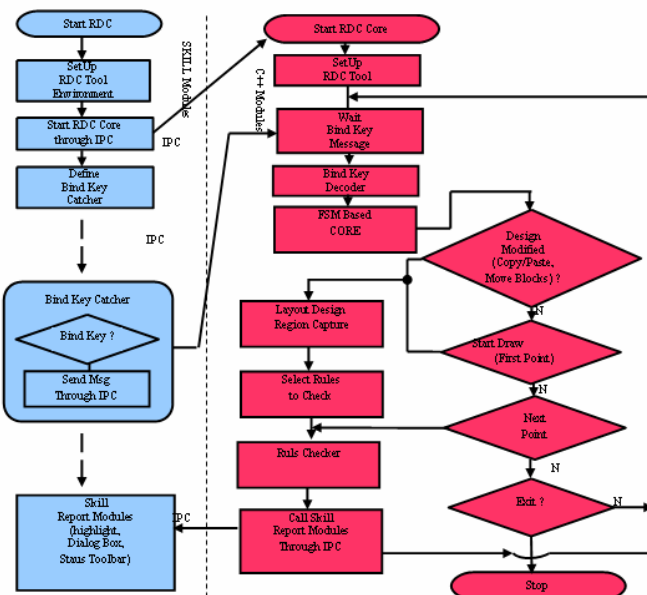 Start RDC
SetUp
RDC Tool
Environment
Start RDC Core
through IPC
IPC
Define
Bind Key
Catcher
IPC
Bind Key Catcher
Bind Key ?
Send Msg
Through IPC
Skill
Report Modules
(highlight,
Dialog Box,
Staus Toolbar)
IPC
SKILL Modules
C++ Modules
Start RDC Core
SetUp
RDC Tool
Wait
Bind Key
Message
Bind Key
Decoder
FSM Based
CORE
Design
Modified
(Copy/Paste,
Move Blocks) ?
N
Layout Design
Region Capture
Start Draw
(First Point)
N
Select Rules
to Check
Next
Point
N
Ruls Checker
Exit ?
N
Call Skill
Report Modules
Through IPC
Stop